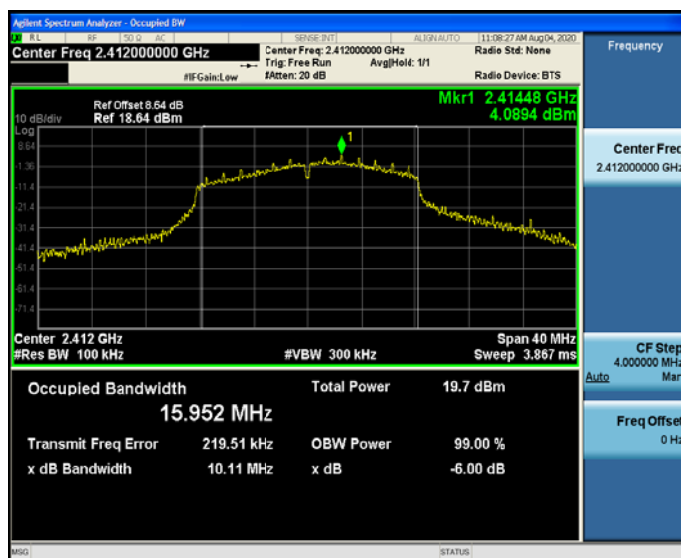 Agilent Spectrum Analyzer - Occupied BW
RL RF 50 Ω AC SENSE:INT ALIGN AUTO 11:08:27 AM Aug 04, 2020
Center Freq 2.412000000 GHz
Center Freq: 2.412000000 GHz
Radio Std: None
Trig: Free Run Avg|Hold: 1/1
#IFGain:Low
#Atten: 20 dB
Radio Device: BTS
Frequency
Ref Offset 8.64 dB
Mkr1 2.41448 GHz
10 dB/div Ref 18.64 dBm
4.0894 dBm
Log
8.64
1
-1.36
-11.4
-21.4
-31.4
-41.4
-51.4
-61.4
-71.4
Center 2.412 GHz
Span 40 MHz
#Res BW 100 kHz
#VBW 300 kHz
Sweep 3.867 ms
Center Freq
2.412000000 GHz
CF Step
4.000000 MHz
Auto Man
Freq Offset
0 Hz
Occupied Bandwidth
Total Power 19.7 dBm
15.952 MHz
Transmit Freq Error 219.51 kHz OBW Power 99.00 %
x dB Bandwidth 10.11 MHz x dB -6.00 dB
MSG STATUS